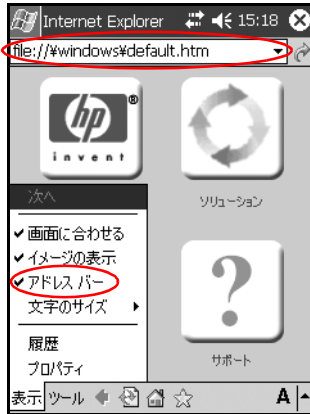 Internet Explorer 15:18
file://¥windows¥default.htm
hp
invent
ソリューション
次へ
画面に合わせる
イメージの表示
アドレス バー
文字のサイズ
履歴
プロパティ
サポート
表示 ツール A